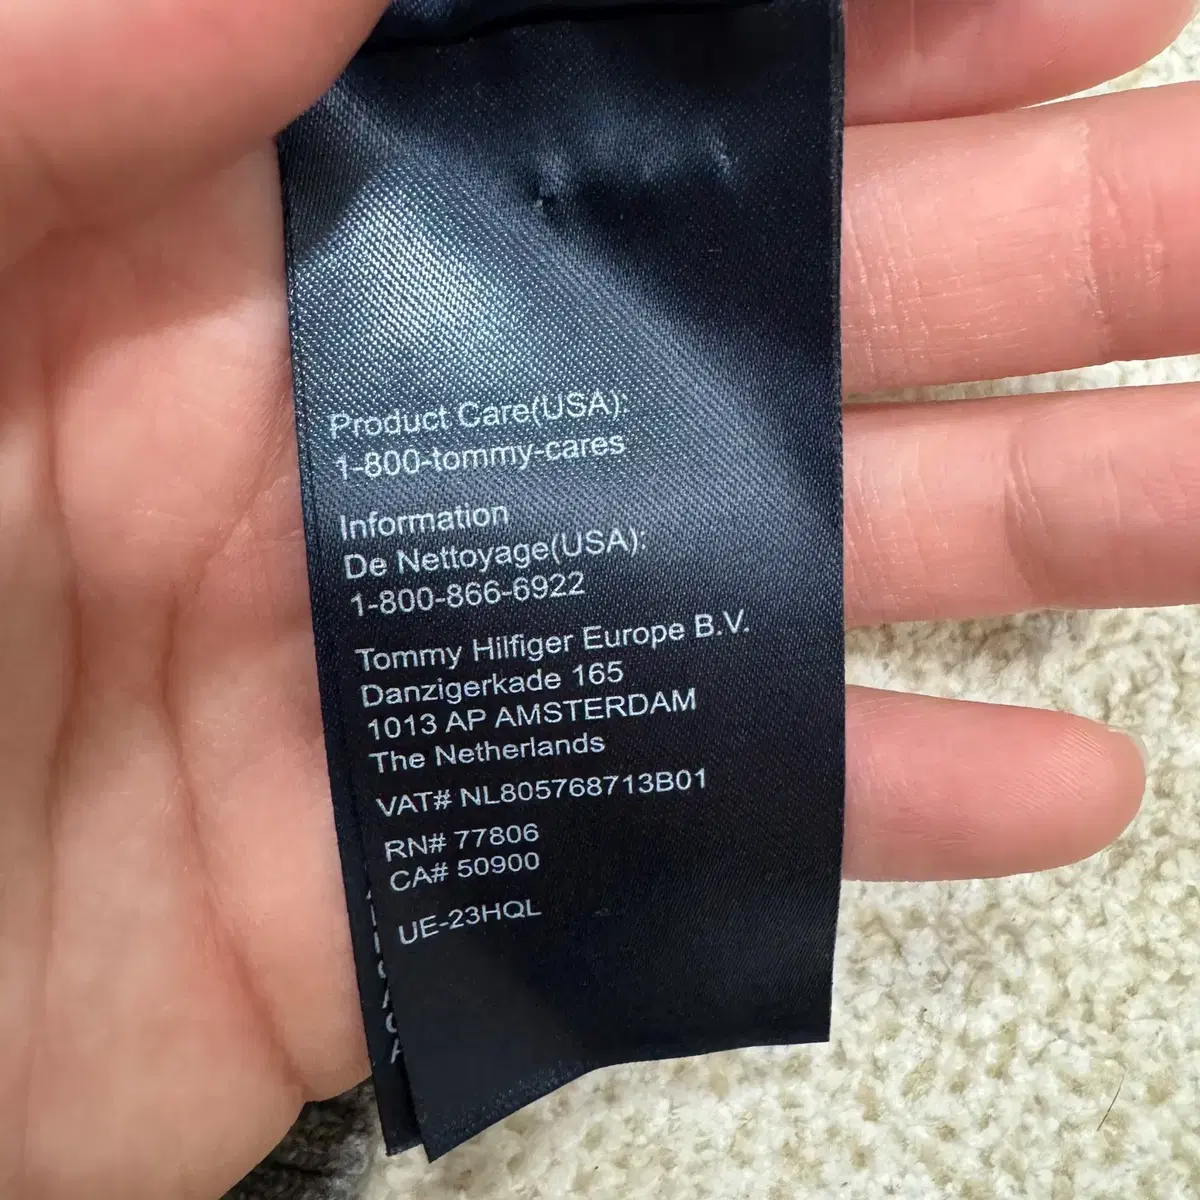 Product Care(USA):
1-800-tommy-cares
Information
De Nettoyage(USA):
1-800-866-6922
Tommy Hilfiger Europe B.V.
Danzigerkade 165
1013 AP AMSTERDAM
The Netherlands
VAT# NL805768713B01
RN# 77806
CA# 50900
UE-23HQL